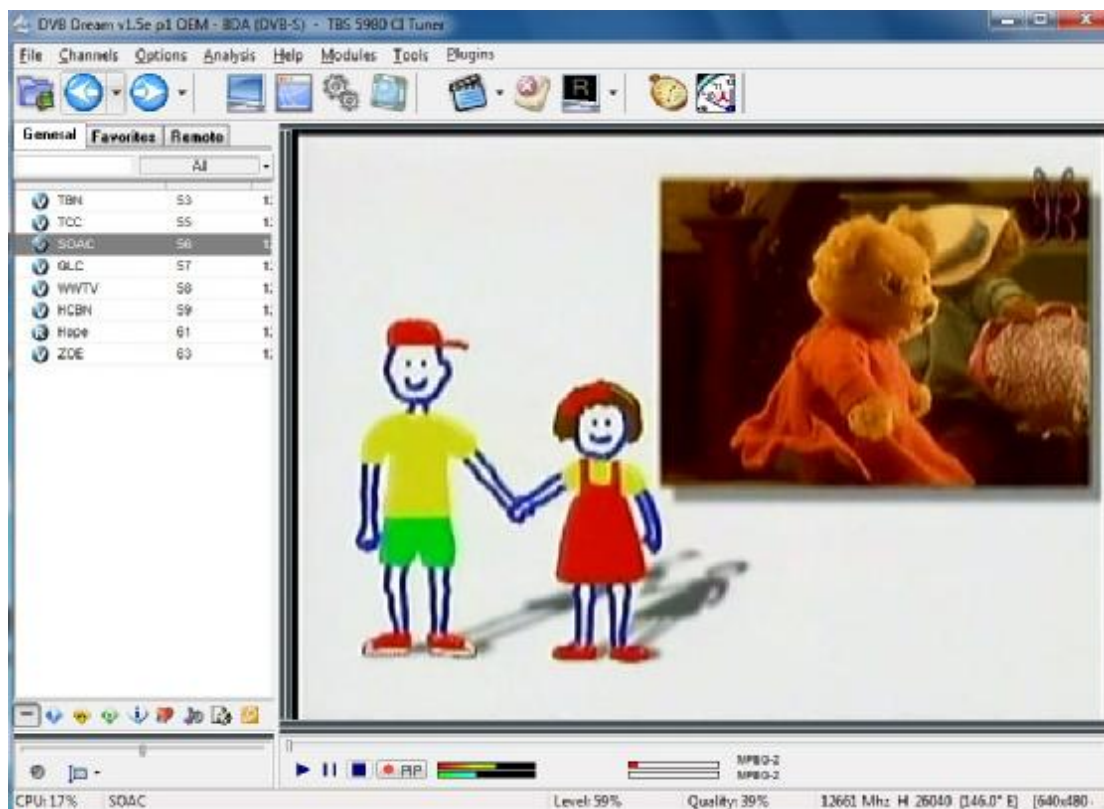 DVB Dream v1.5e p1 OEM - BDA (DVB-S) - TBS 5980 CI Tuner
File Channels Options Analysis Help Modules Tools Plugins
General Favorites Remote
All
TBN 53
TCC 55
SOAC 56
GLC 57
WWTV 58
HCBN 59
R Hope 61
ZOE 63
R
PIP
MPEG-2
MPEG-2
CPU: 17% SOAC Level: 59% Quality: 39% 12661 Mhz H 26040 [146.0° E] [640x480 -